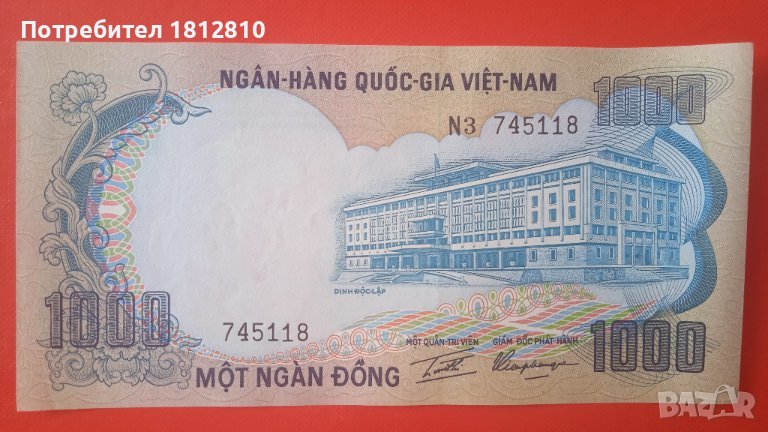 Потребител 1812810
NGÂN-HÀNG QUỐC-GIA VIỆT-NAM
1000
N3 745118
DINH ĐỘC-LẬP
1000
745118
MỘT QUẢN-TRỊ VIÊN
GIÁM ĐỐC PHÁT-HÀNH
1000
MỘT NGÀN ĐỒNG
BAZAR